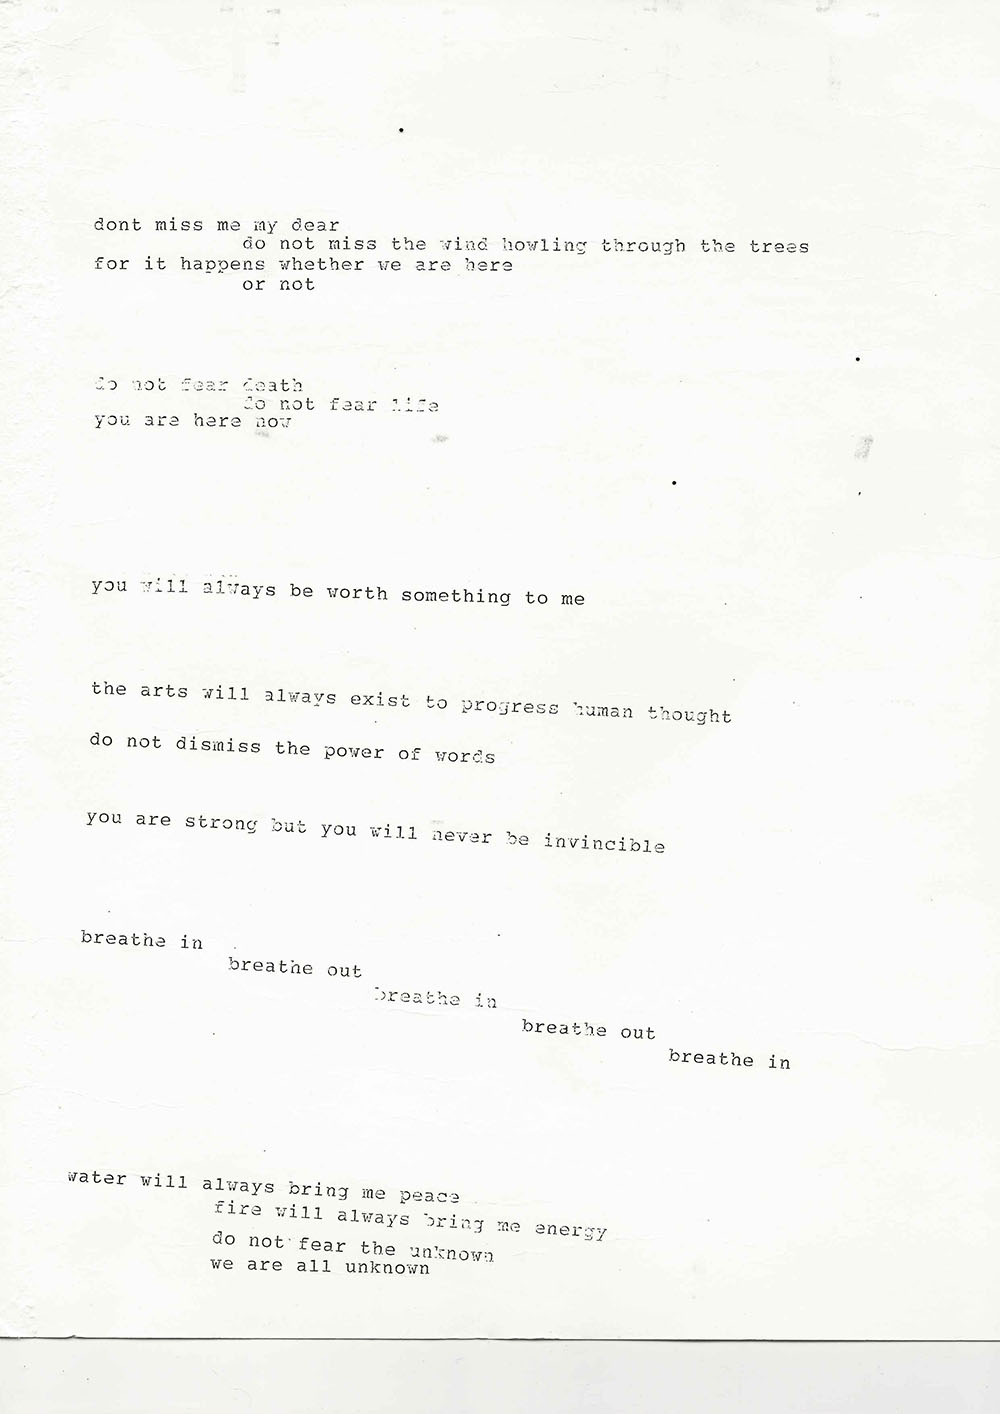 dont miss me my dear
do not miss the wind howling through the trees
for it happens whether we are here
or not
do not fear death
do not fear life
you are here now
you will always be worth something to me
the arts will always exist to progress human thought
do not dismiss the power of words
you are strong but you will never be invincible
breathe in
breathe out
breathe in
breathe out
breathe in
water will always bring me peace
fire will always bring me energy
do not fear the unknown
we are all unknown